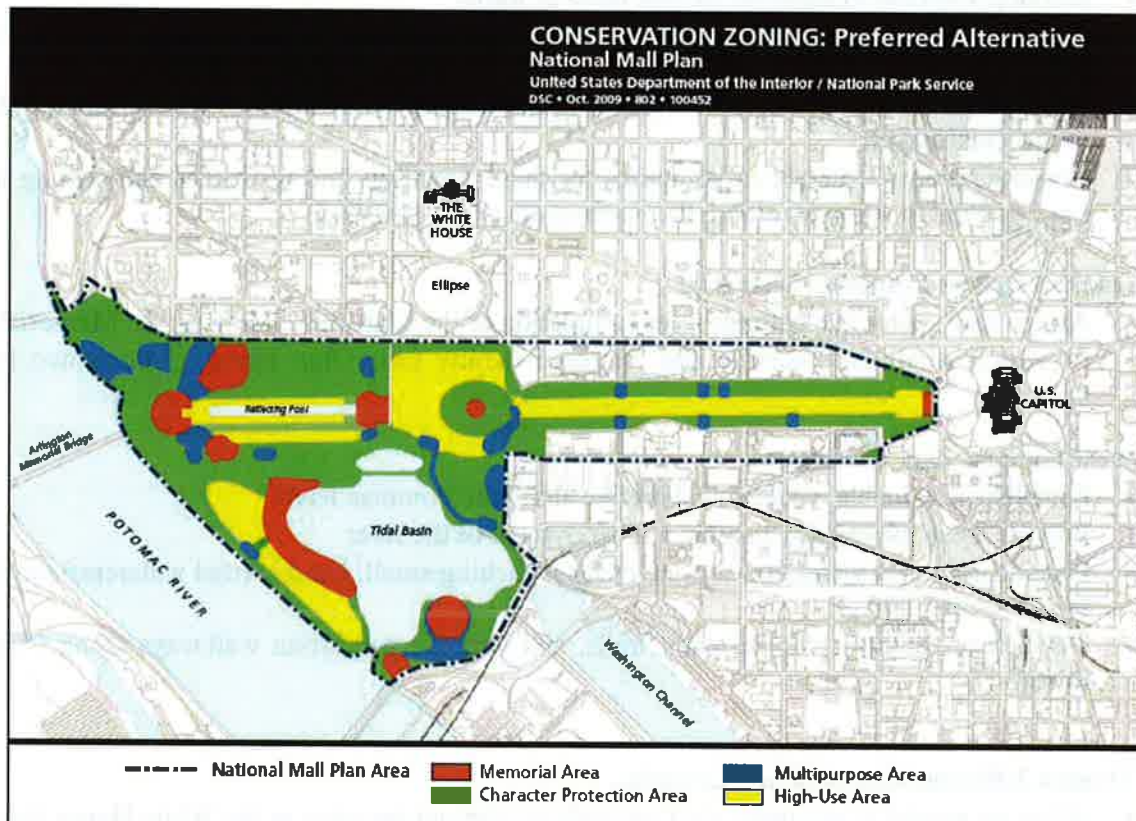 CONSERVATION ZONING: Preferred Alternative
National Mall Plan
United States Department of the Interior / National Park Service
DSC • Oct. 2009 • 802 • 100452
THE
WHITE
HOUSE
Ellipse
Reflecting Pool
U.S.
CAPITOL
Arlington
Memorial Bridge
Tidal Basin
POTOMAC RIVER
Washington Channel
National Mall Plan Area
Memorial Area
Multipurpose Area
Character Protection Area
High-Use Area